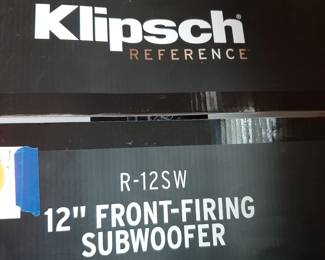 Klipsch
REFERENCE
R-12SW
12" FRONT-FIRING
SUBWOOFER